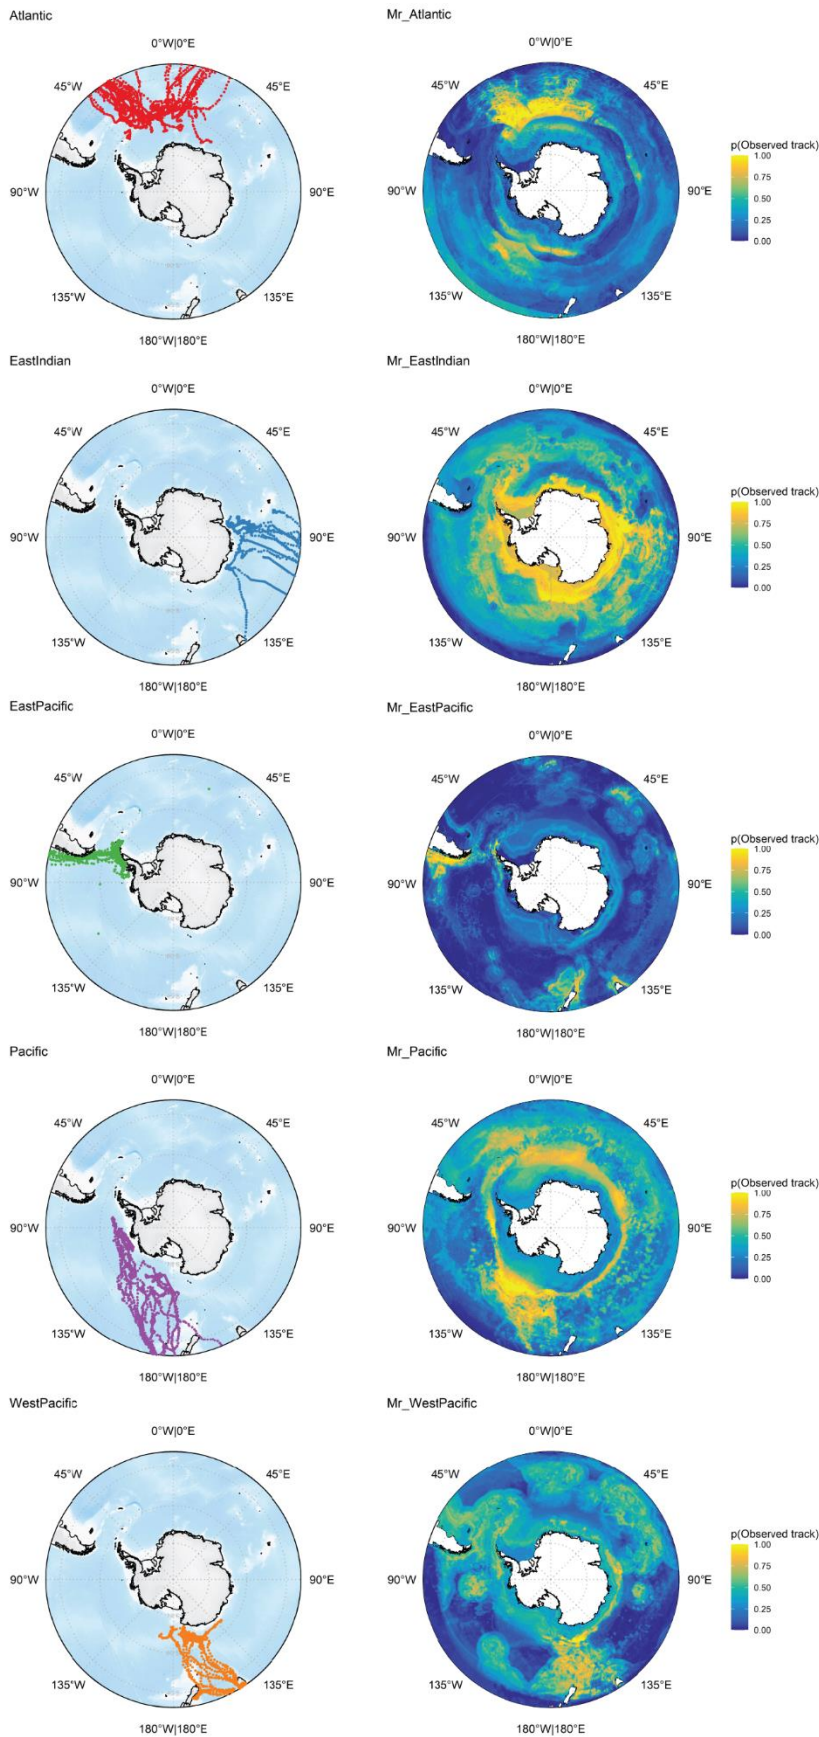 Atlantic
Mr_Atlantic
0°W|0°E
0°W|0°E
45°W
45°E
45°W
45°E
p(Observed track)
1.00
0.75
0.50
0.25
0.00
90°W
90°E
90°W
90°E
135°W
135°E
135°W
135°E
180°W|180°E
180°W|180°E
EastIndian
Mr_EastIndian
0°W|0°E
0°W|0°E
45°W
45°E
45°W
45°E
p(Observed track)
1.00
0.75
0.50
0.25
0.00
90°W
90°E
90°W
90°E
135°W
135°E
135°W
135°E
180°W|180°E
180°W|180°E
EastPacific
Mr_EastPacific
0°W|0°E
0°W|0°E
45°W
45°E
45°W
45°E
p(Observed track)
1.00
0.75
0.50
0.25
0.00
90°W
90°E
90°W
90°E
135°W
135°E
135°W
135°E
180°W|180°E
180°W|180°E
Pacific
Mr_Pacific
0°W|0°E
0°W|0°E
45°W
45°E
45°W
45°E
p(Observed track)
1.00
0.75
0.50
0.25
0.00
90°W
90°E
90°W
90°E
135°W
135°E
135°W
135°E
180°W|180°E
180°W|180°E
WestPacific
Mr_WestPacific
0°W|0°E
0°W|0°E
45°W
45°E
45°W
45°E
p(Observed track)
1.00
0.75
0.50
0.25
0.00
90°W
90°E
90°W
90°E
135°W
135°E
135°W
135°E
180°W|180°E
180°W|180°E